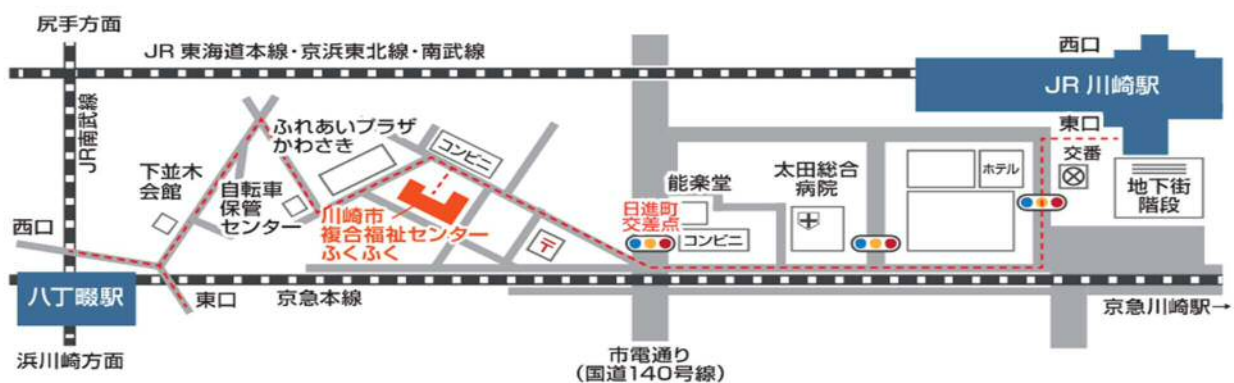 尻手方面
JR 東海道本線・京浜東北線・南武線
西口
JR 川崎駅
東口
JR南武線
ふれあいプラザ
かわさき
コンビニ
下並木
会館
自転車
保管
センター
川崎市
複合福祉センター
ふくふく
〒
能楽堂
日進町
交差点
コンビニ
太田総合
病院
ホテル
交番
地下街
階段
西口
八丁畷駅
東口
京急本線
京急川崎駅→
浜川崎方面
市電通り
(国道140号線)